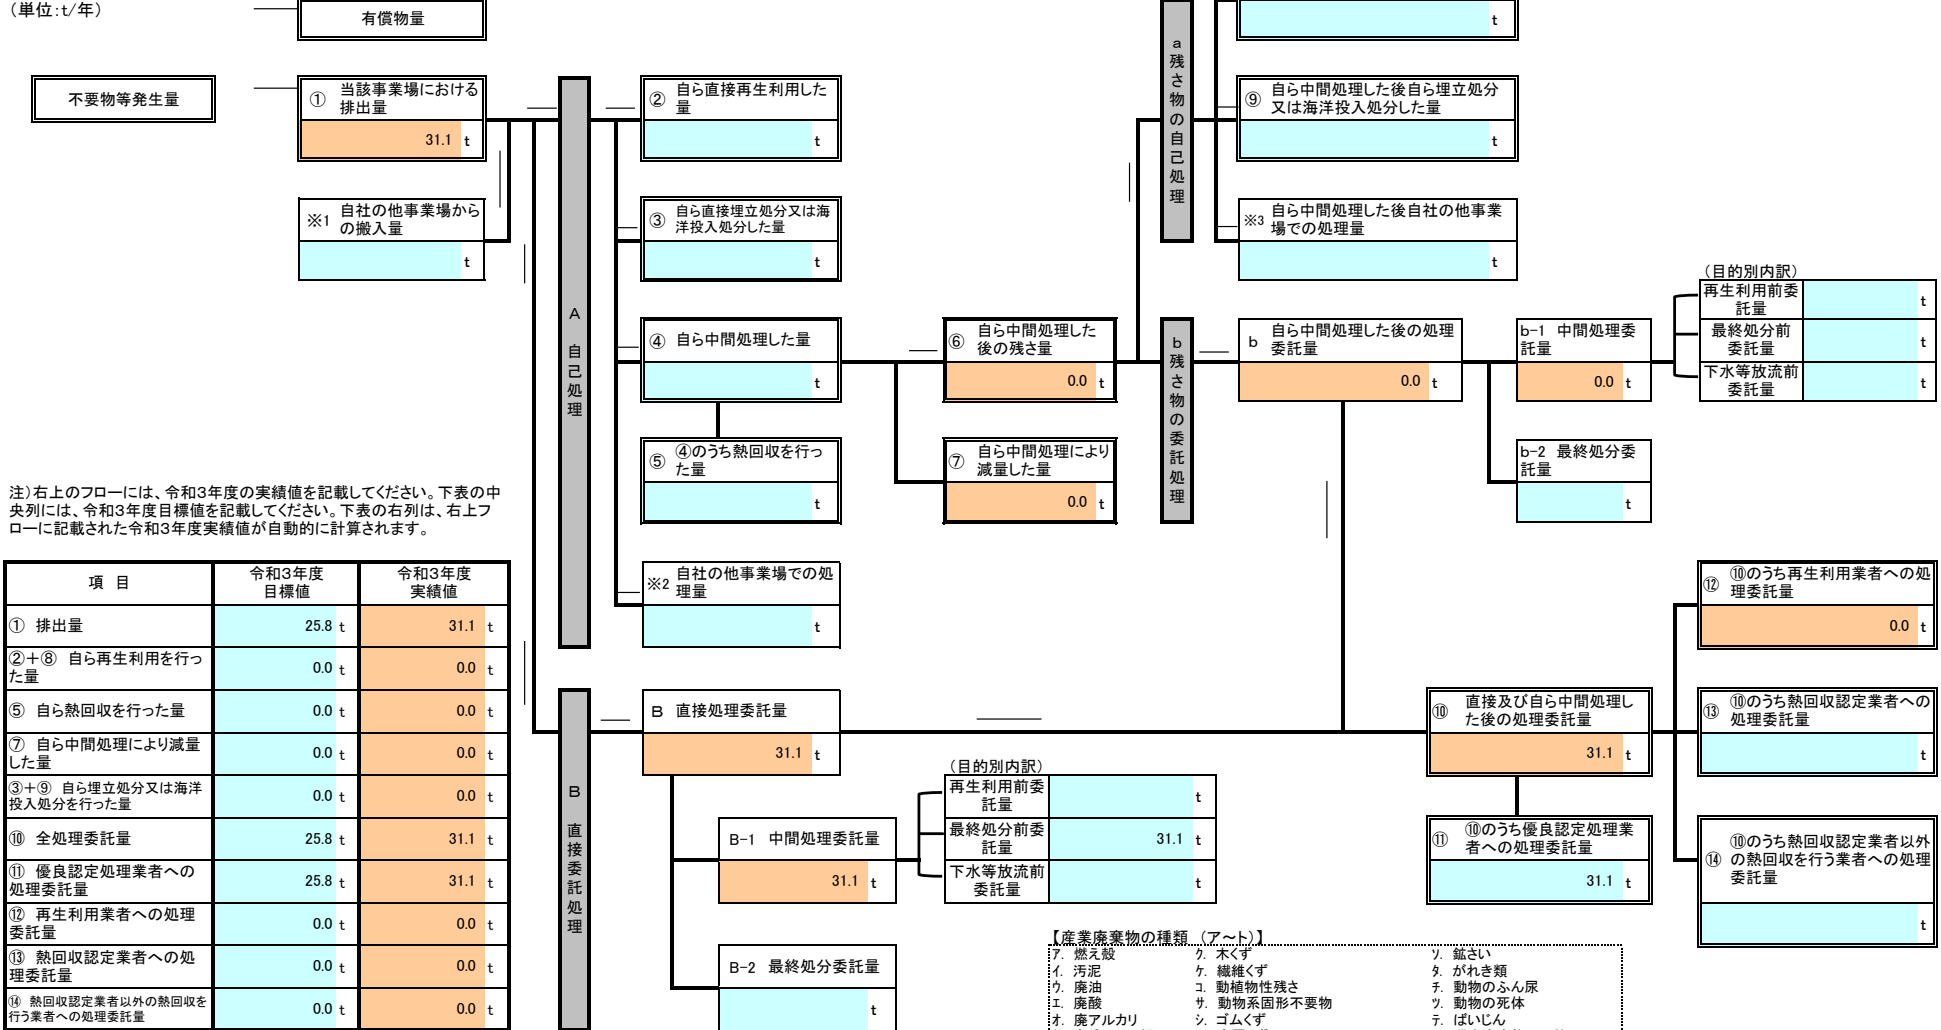 （単位：t/年）
有償物量
t
不要物等発生量
① 当該事業場における
排出量
31.1 t
※1 自社の他事業場から
の搬入量
t
A 自己処理
② 自ら直接再生利用した
量
t
③ 自ら直接埋立処分又は海
洋投入処分した量
t
④ 自ら中間処理した量
t
⑤ ④のうち熱回収を行っ
た量
t
※2 自社の他事業場での処
理量
t
⑥ 自ら中間処理した
後の残さ量
0.0 t
⑦ 自ら中間処理により
減量した量
0.0 t
a 残さ物の自己処理
⑨ 自ら中間処理した後自ら埋立処分
又は海洋投入処分した量
t
※3 自ら中間処理した後自社の他事業
場での処理量
t
b 残さ物の委託処理
b 自ら中間処理した後の処理
委託量
0.0 t
b-1 中間処理委
託量
0.0 t
b-2 最終処分委
託量
t
（目的別内訳）
再生利用前委
託量
t
最終処分前
委託量
t
下水等放流前
委託量
t
注）右上のフローには、令和3年度の実績値を記載してください。下表の中
央列には、令和3年度目標値を記載してください。下表の右列は、右上フ
ローに記載された令和3年度実績値が自動的に計算されます。
項 目 令和3年度 令和3年度
目標値 実績値
① 排出量 25.8 t 31.1 t
②＋⑧ 自ら再生利用を行っ
た量 0.0 t 0.0 t
⑤ 自ら熱回収を行った量 0.0 t 0.0 t
⑦ 自ら中間処理により減量
した量 0.0 t 0.0 t
③＋⑨ 自ら埋立処分又は海洋
投入処分を行った量 0.0 t 0.0 t
⑩ 全処理委託量 25.8 t 31.1 t
⑪ 優良認定処理業者への
処理委託量 25.8 t 31.1 t
⑫ 再生利用業者への処理
委託量 0.0 t 0.0 t
⑬ 熱回収認定業者への処
理委託量 0.0 t 0.0 t
⑭ 熱回収認定業者以外の熱回収を
行う業者への処理委託量 0.0 t 0.0 t
B 直接委託処理
B 直接処理委託量
31.1 t
B-1 中間処理委託量
31.1 t
B-2 最終処分委託量
t
（目的別内訳）
再生利用前委
託量
t
最終処分前委
託量
31.1 t
下水等放流前
委託量
t
⑩ 直接及び自ら中間処理し
た後の処理委託量
31.1 t
⑪ ⑩のうち優良認定処理業
者への処理委託量
31.1 t
⑫ ⑩のうち再生利用業者への処
理委託量
0.0 t
⑬ ⑩のうち熱回収認定業者への
処理委託量
t
⑭ ⑩のうち熱回収認定業者以外
の熱回収を行う業者への処理
委託量
t
【産業廃棄物の種類 （ア～ト）】
ア. 燃え殻 ク. 木くず ソ. 鉱さい
イ. 汚泥 ケ. 繊維くず タ. がれき類
ウ. 廃油 コ. 動植物性残さ チ. 動物のふん尿
エ. 廃酸 サ. 動物系固形不要物 ツ. 動物の死体
オ. 廃アルカリ シ. ゴムくず テ. ばいじん